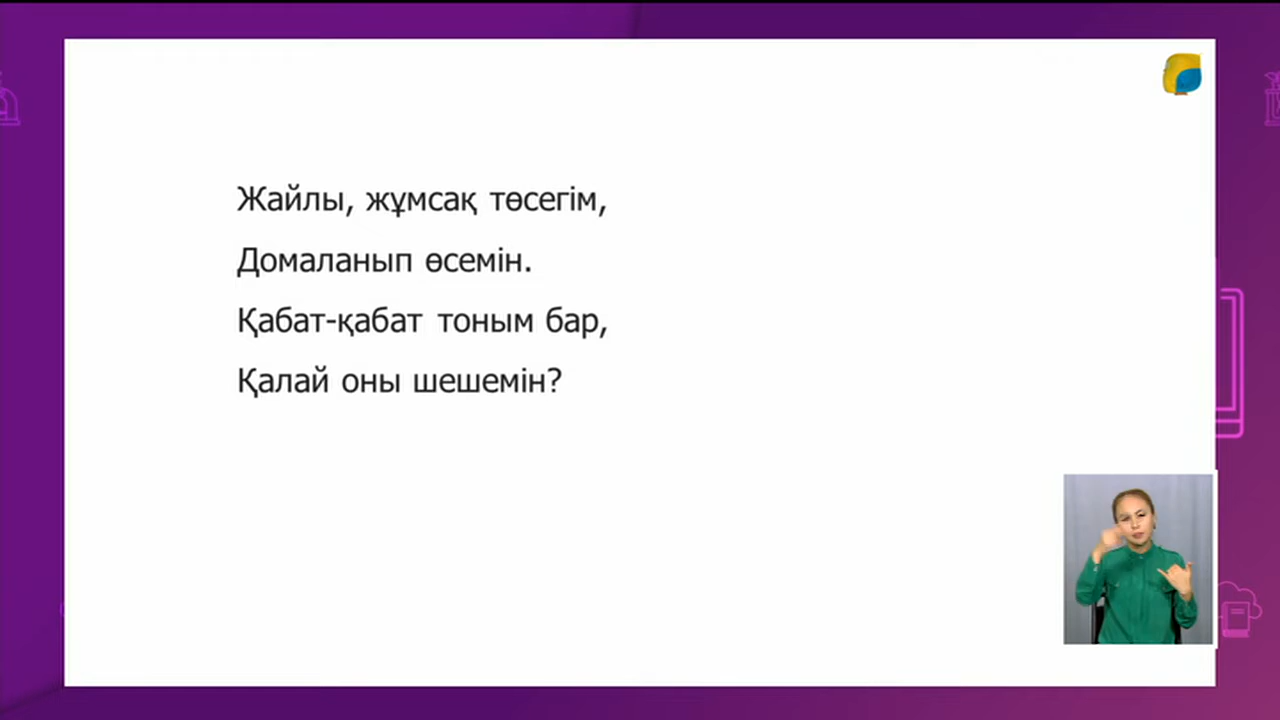 Жайлы, жұмсақ төсегім,
Домаланып өсемін.
Қабат-қабат тоным бар,
Қалай оны шешемін?